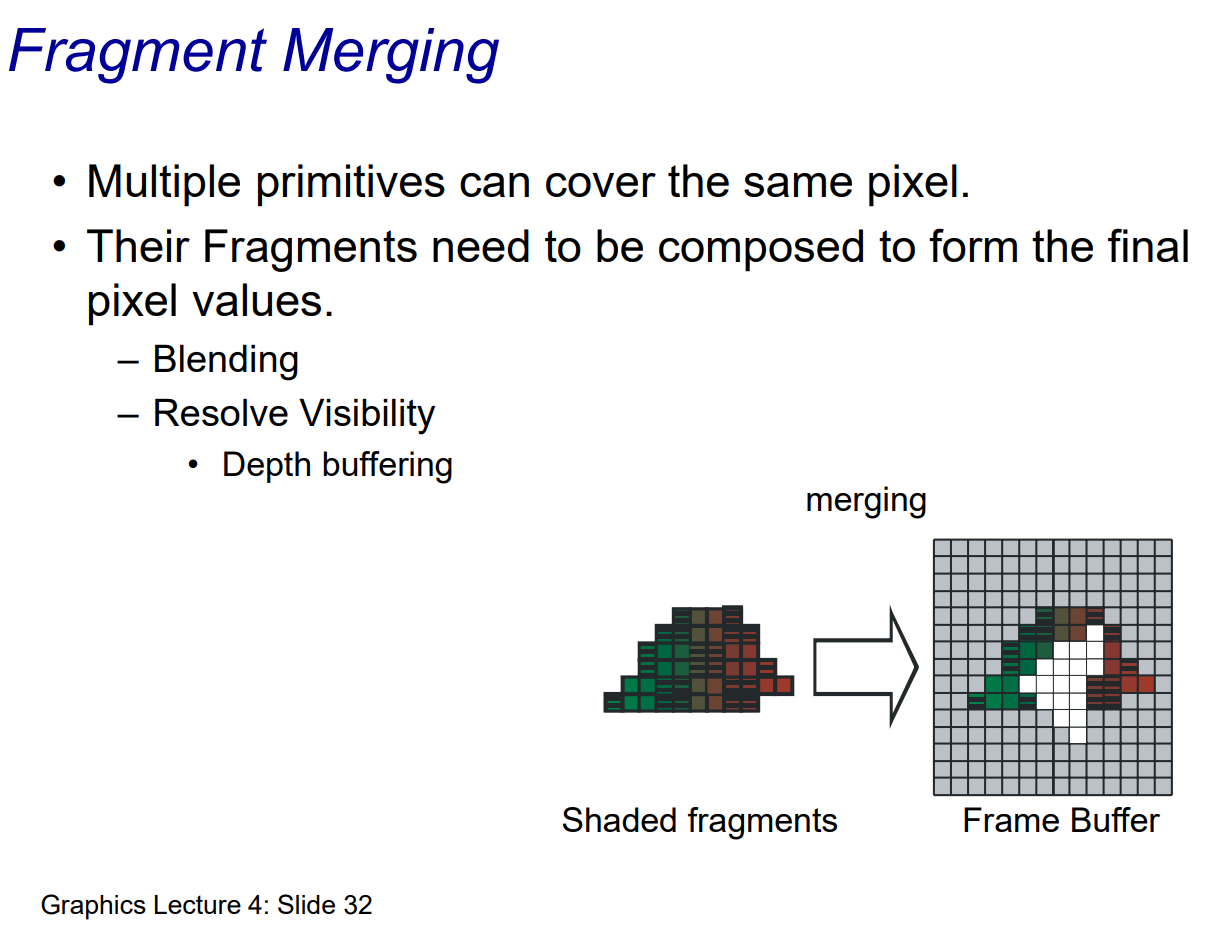 Fragment Merging
• Multiple primitives can cover the same pixel.
• Their Fragments need to be composed to form the final
pixel values.
– Blending
– Resolve Visibility
• Depth buffering
merging
Shaded fragments
Frame Buffer
Graphics Lecture 4: Slide 32